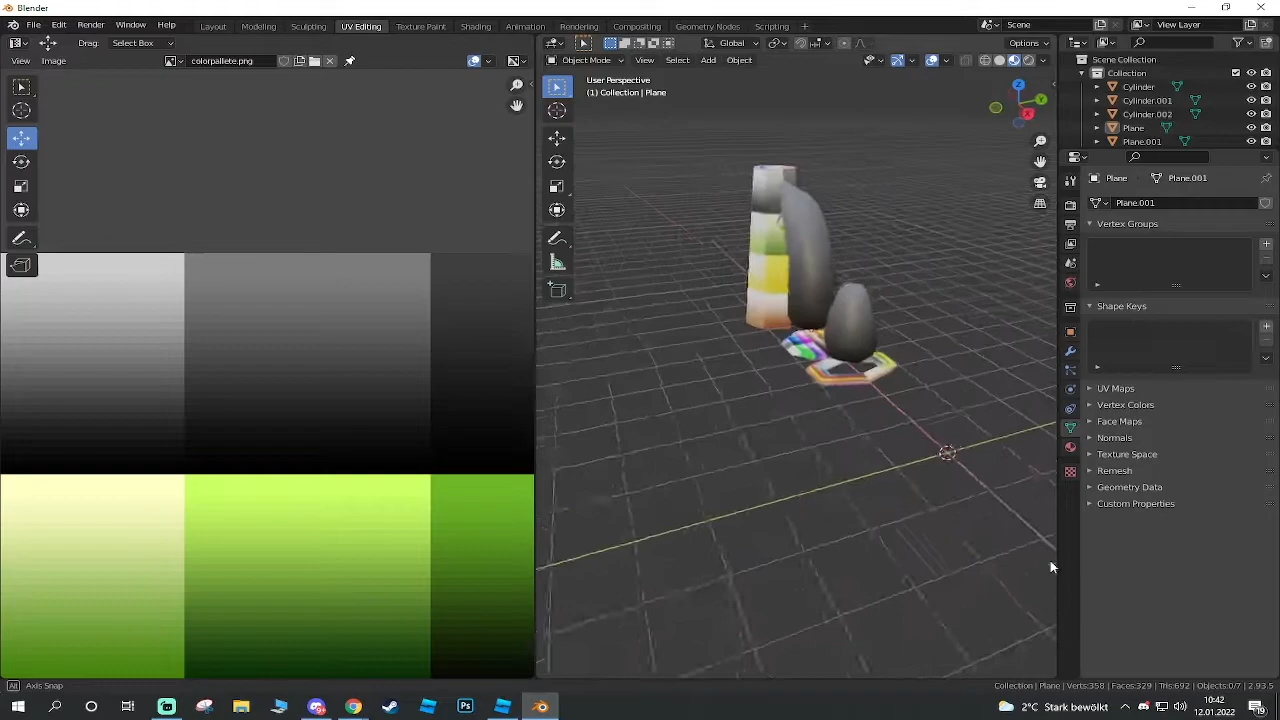 Blender
File Edit Render Window Help Layout Modeling Sculpting UV Editing Texture Paint Shading Animation Rendering Compositing Geometry Nodes Scripting + Scene View Layer
Drag: Select Box Global Options
View Image colorpallete.png Object Mode View Select Add Object
User Perspective
(1) Collection | Plane
Z
Y
X
Scene Collection
Collection
Cylinder
Cylinder.001
Cylinder.002
Plane
Plane.001
Plane Plane.001
Plane.001
Vertex Groups
Shape Keys
UV Maps
Vertex Colors
Face Maps
Normals
Texture Space
Remesh
Geometry Data
Custom Properties
Alt Axis Snap Collection | Plane | Verts:358 | Faces:329 | Tris:692 | Objects:0/7 | 2.93.5
2°C Stark bewölkt 10:42
12.01.2022